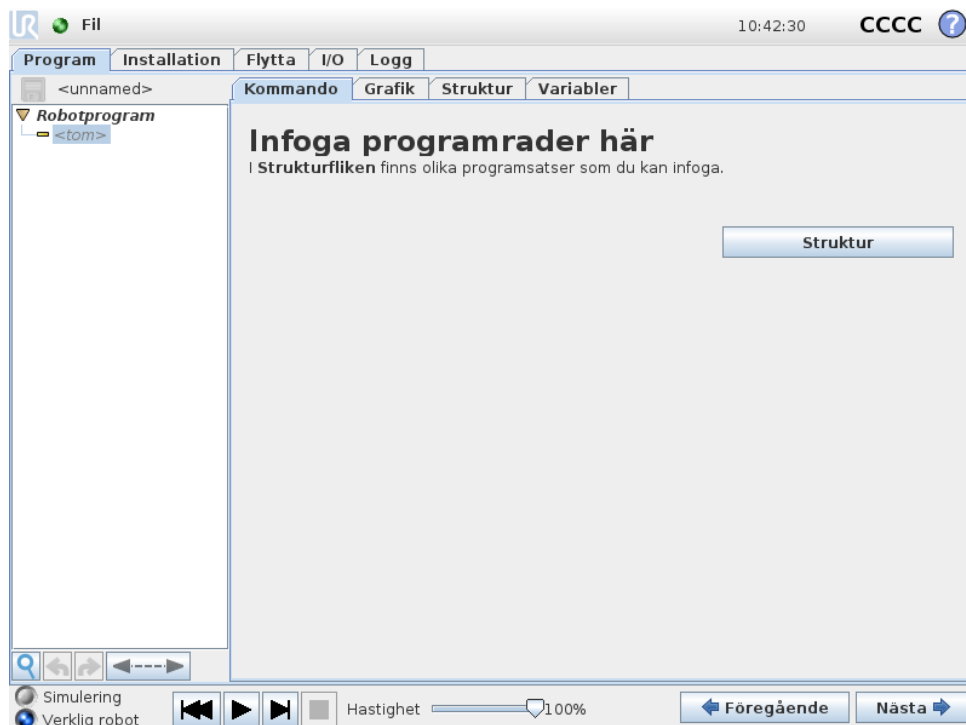 UR Fil 10:42:30 CCCC ?
Program Installation Flytta I/O Logg
<unnamed> Kommando Grafik Struktur Variabler
Robotprogram
<tom>
Infoga programrader här
I Strukturfliken finns olika programsatser som du kan infoga.
Struktur
Simulering
Verklig robot
Hastighet 100%
Föregående Nästa